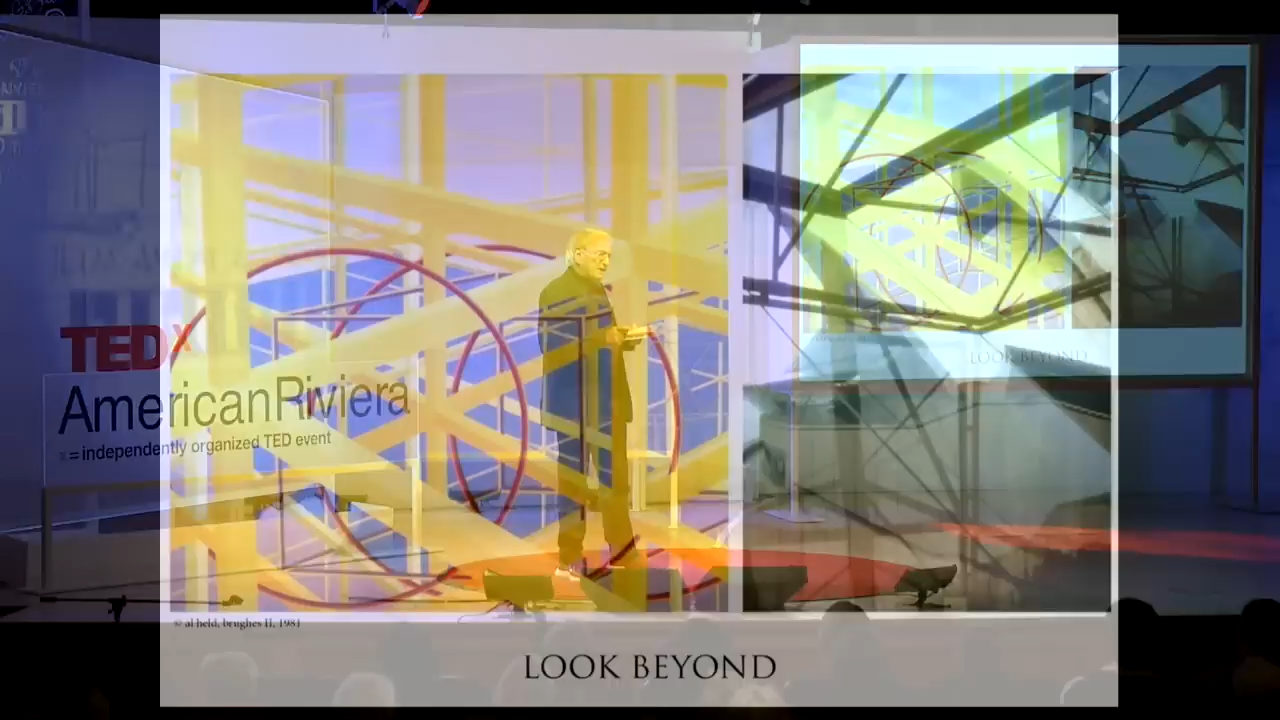 TEDx
AmericanRiviera
x = independently organized TED event
LOOK BEYOND
© al held, brughes II, 1981
LOOK BEYOND